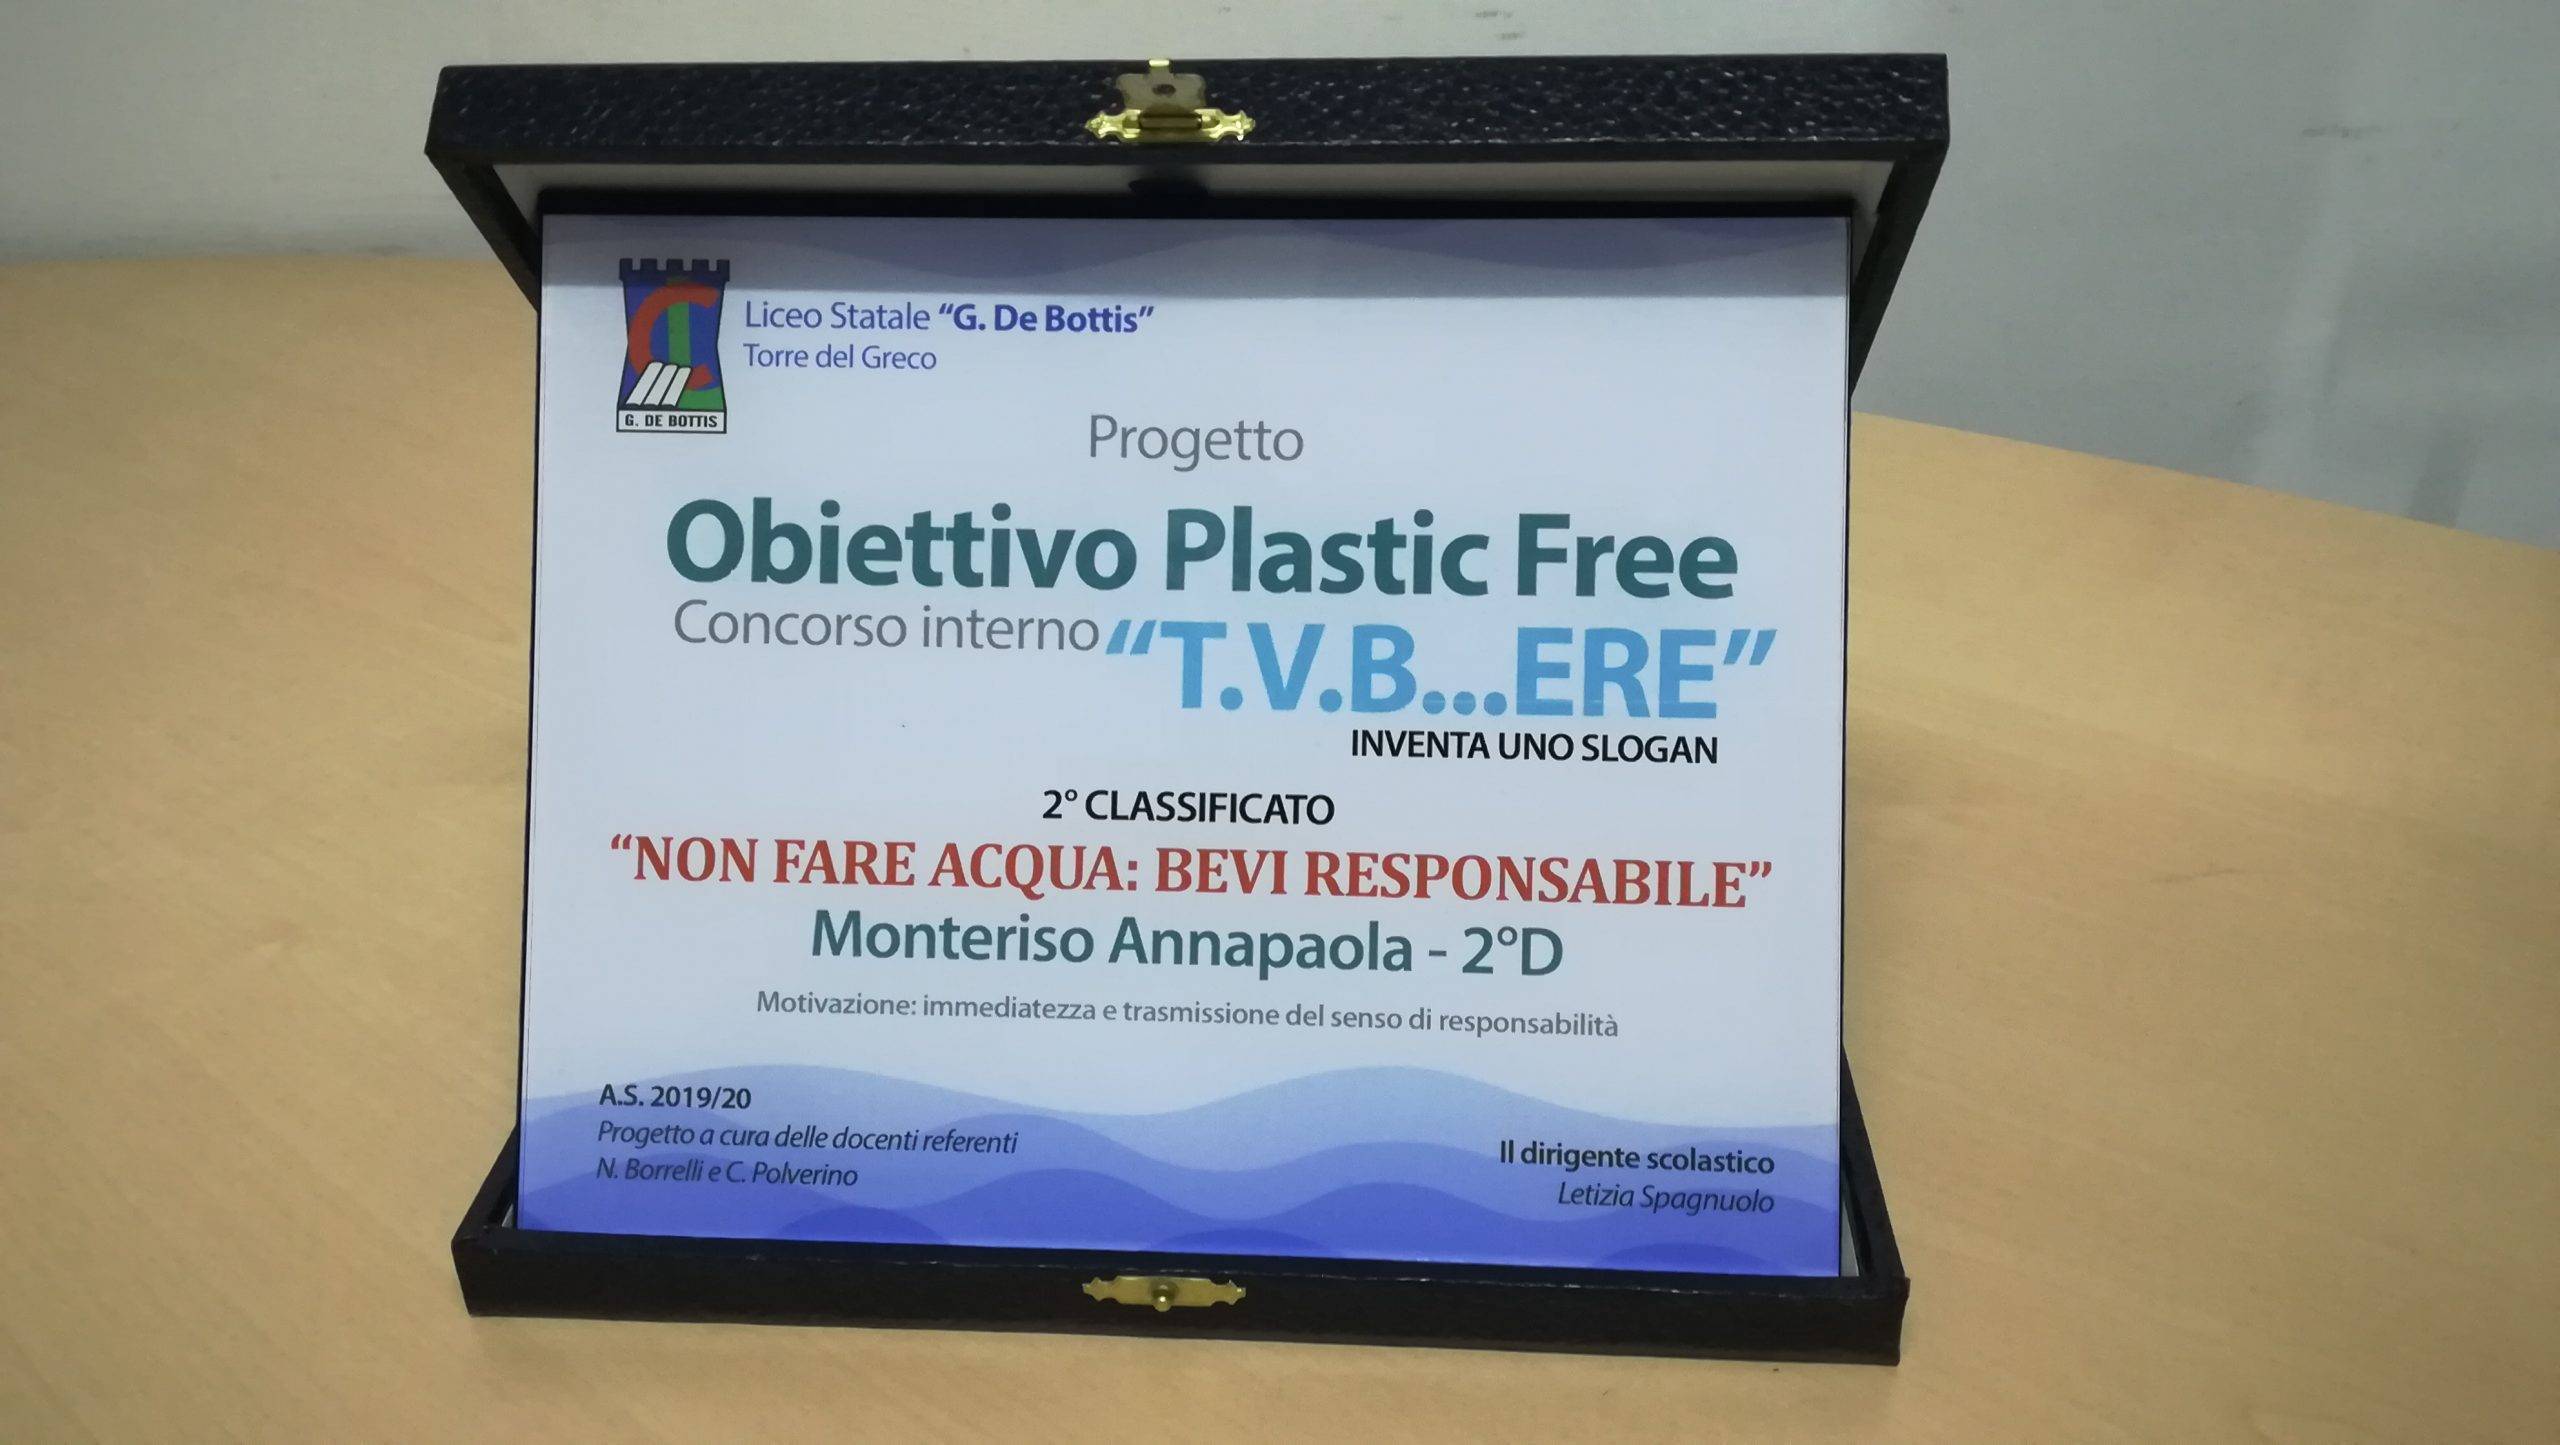 Liceo Statale “G. De Bottis”
Torre del Greco
G. DE BOTTIS
Progetto
Obiettivo Plastic Free
Concorso interno “T.V.B...ERE”
INVENTA UNO SLOGAN
2° CLASSIFICATO
“NON FARE ACQUA: BEVI RESPONSABILE”
Monteriso Annapaola - 2°D
Motivazione: immediatezza e trasmissione del senso di responsabilità
A.S. 2019/20
Progetto a cura delle docenti referenti
N. Borrelli e C. Polverino
Il dirigente scolastico
Letizia Spagnuolo